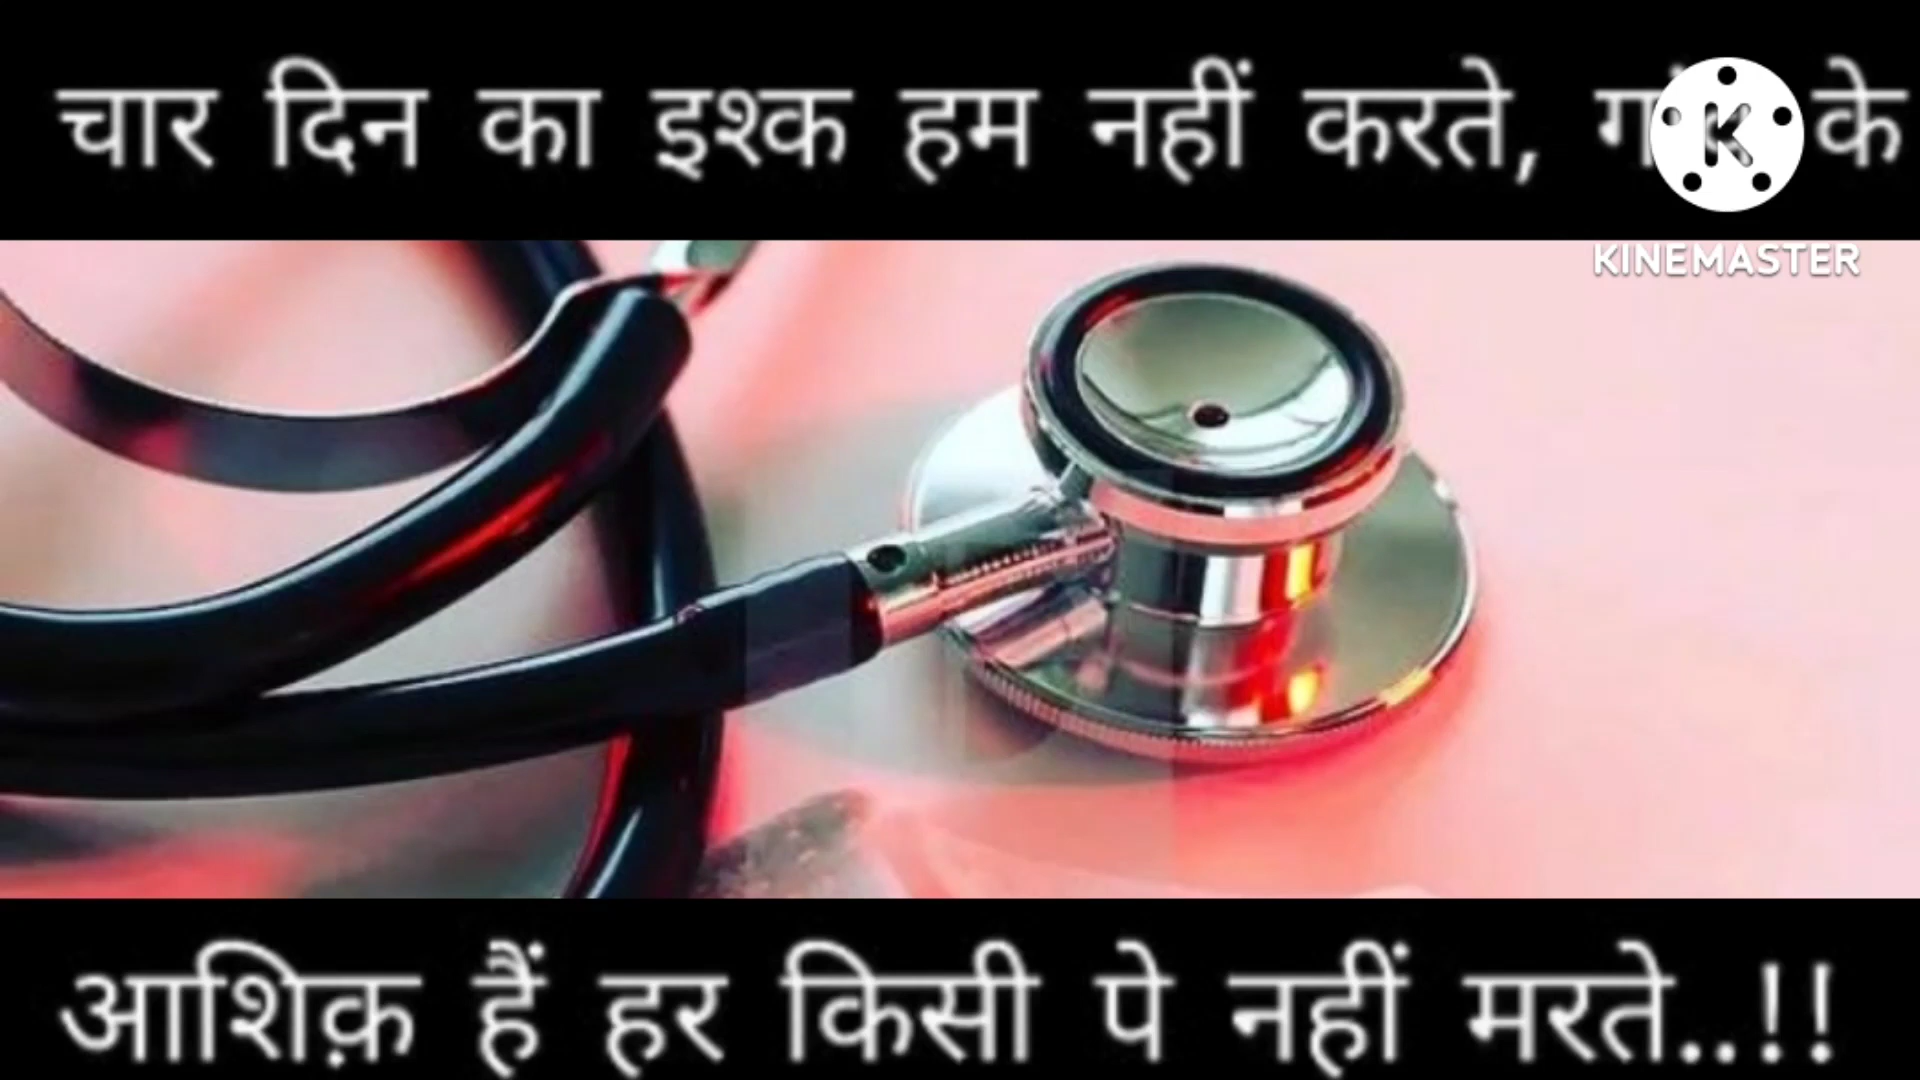 चार दिन का इश्क हम नहीं करते, के
KINEMASTER
आशिक़ हैं हर किसी पे नहीं मरते..!!